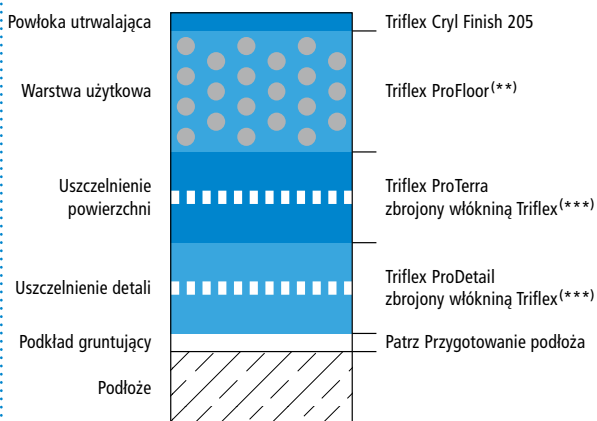 Powłoka utrwalająca
Triflex Cryl Finish 205
Warstwa użytkowa
Triflex ProFloor(**)
Uszczelnienie
powierzchni
Triflex ProTerra
zbrojony włókniną Triflex(***)
Uszczelnienie detali
Triflex ProDetail
zbrojony włókniną Triflex(***)
Podkład gruntujący
Patrz Przygotowanie podłoża
Podłoże